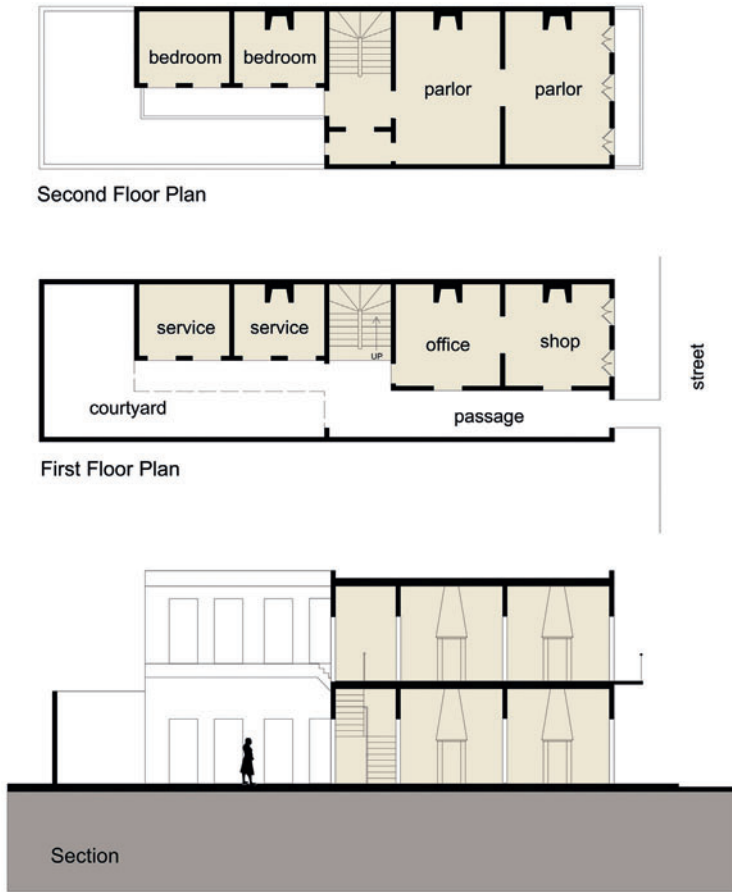 bedroom
bedroom
parlor
parlor
Second Floor Plan
service
service
UP
office
shop
street
courtyard
passage
First Floor Plan
Section